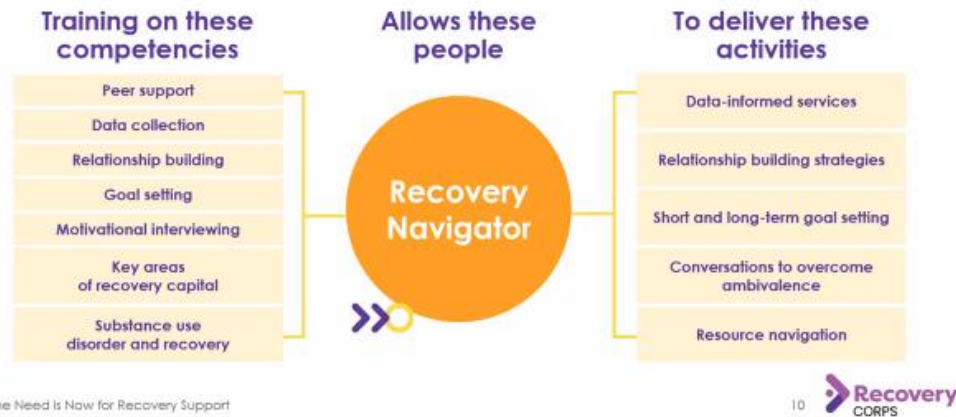 Training on these
competencies
Allows these
people
To deliver these
activities
Peer support
Data collection
Relationship building
Goal setting
Motivational interviewing
Key areas
of recovery capital
Substance use
disorder and recovery
Recovery
Navigator
Data-informed services
Relationship building strategies
Short and long-term goal setting
Conversations to overcome
ambivalence
Resource navigation
Need is Now for Recovery Support
10
Recovery
CORPS